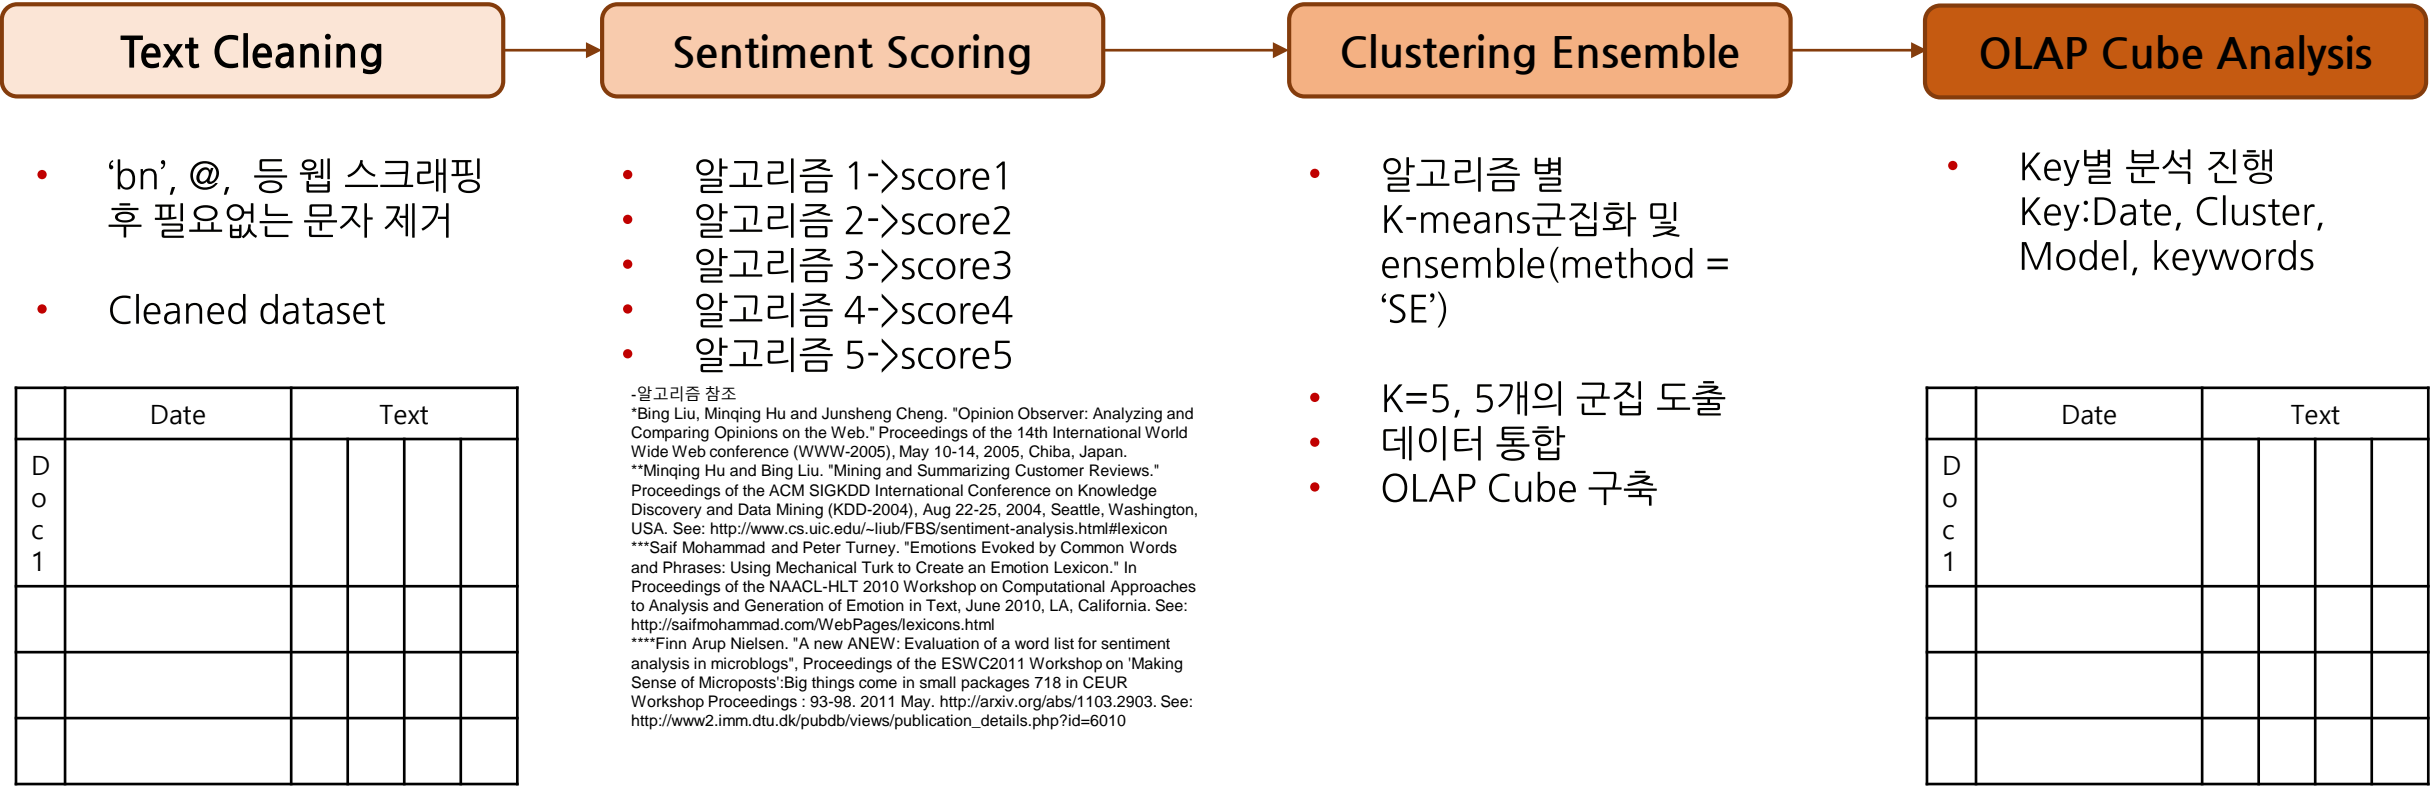 Text Cleaning
Sentiment Scoring
Clustering Ensemble
OLAP Cube Analysis
• ‘bn’, @, 등 웹 스크래핑
후 필요없는 문자 제거
• Cleaned dataset
Date Text
D
o
c
1
• 알고리즘 1->score1
• 알고리즘 2->score2
• 알고리즘 3->score3
• 알고리즘 4->score4
• 알고리즘 5->score5
-알고리즘 참조
*Bing Liu, Minqing Hu and Junsheng Cheng. "Opinion Observer: Analyzing and
Comparing Opinions on the Web." Proceedings of the 14th International World
Wide Web conference (WWW-2005), May 10-14, 2005, Chiba, Japan.
**Minqing Hu and Bing Liu. "Mining and Summarizing Customer Reviews."
Proceedings of the ACM SIGKDD International Conference on Knowledge
Discovery and Data Mining (KDD-2004), Aug 22-25, 2004, Seattle, Washington,
USA. See: http://www.cs.uic.edu/~liub/FBS/sentiment-analysis.html#lexicon
***Saif Mohammad and Peter Turney. "Emotions Evoked by Common Words
and Phrases: Using Mechanical Turk to Create an Emotion Lexicon." In
Proceedings of the NAACL-HLT 2010 Workshop on Computational Approaches
to Analysis and Generation of Emotion in Text, June 2010, LA, California. See:
http://saifmohammad.com/WebPages/lexicons.html
****Finn Arup Nielsen. "A new ANEW: Evaluation of a word list for sentiment
analysis in microblogs", Proceedings of the ESWC2011 Workshop on 'Making
Sense of Microposts':Big things come in small packages 718 in CEUR
Workshop Proceedings : 93-98. 2011 May. http://arxiv.org/abs/1103.2903. See:
http://www2.imm.dtu.dk/pubdb/views/publication_details.php?id=6010
• 알고리즘 별
K-means군집화 및
ensemble(method =
‘SE’)
• K=5, 5개의 군집 도출
• 데이터 통합
• OLAP Cube 구축
• Key별 분석 진행
Key:Date, Cluster,
Model, keywords
Date Text
D
o
c
1